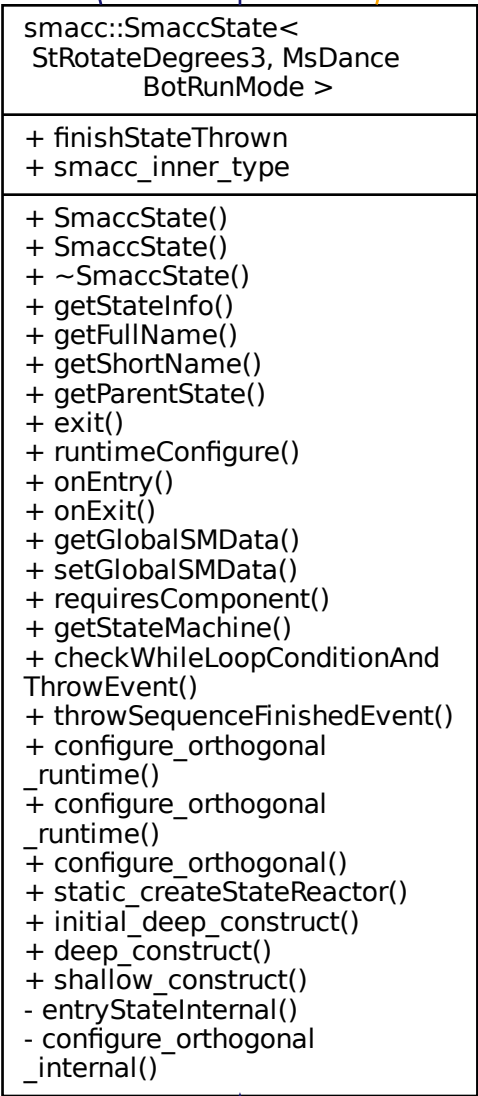 smacc::SmaccState<
StRotateDegrees3, MsDance
BotRunMode >
+ finishStateThrown
+ smacc_inner_type
+ SmaccState()
+ SmaccState()
+ ~SmaccState()
+ getStateInfo()
+ getFullName()
+ getShortName()
+ getParentState()
+ exit()
+ runtimeConfigure()
+ onEntry()
+ onExit()
+ getGlobalSMData()
+ setGlobalSMData()
+ requiresComponent()
+ getStateMachine()
+ checkWhileLoopConditionAnd
ThrowEvent()
+ throwSequenceFinishedEvent()
+ configure_orthogonal
_runtime()
+ configure_orthogonal
_runtime()
+ configure_orthogonal()
+ static_createStateReactor()
+ initial_deep_construct()
+ deep_construct()
+ shallow_construct()
- entryStateInternal()
- configure_orthogonal
_internal()